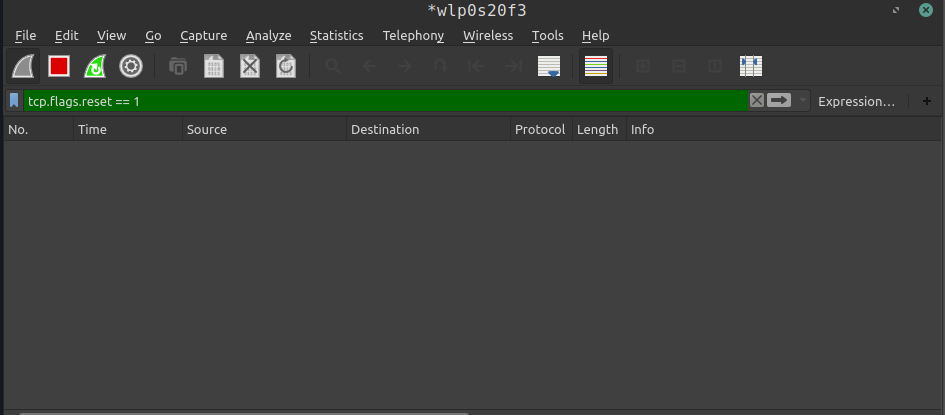 *wlp0s20f3
File Edit View Go Capture Analyze Statistics Telephony Wireless Tools Help
tcp.flags.reset == 1 Expression… +
No. Time Source Destination Protocol Length Info